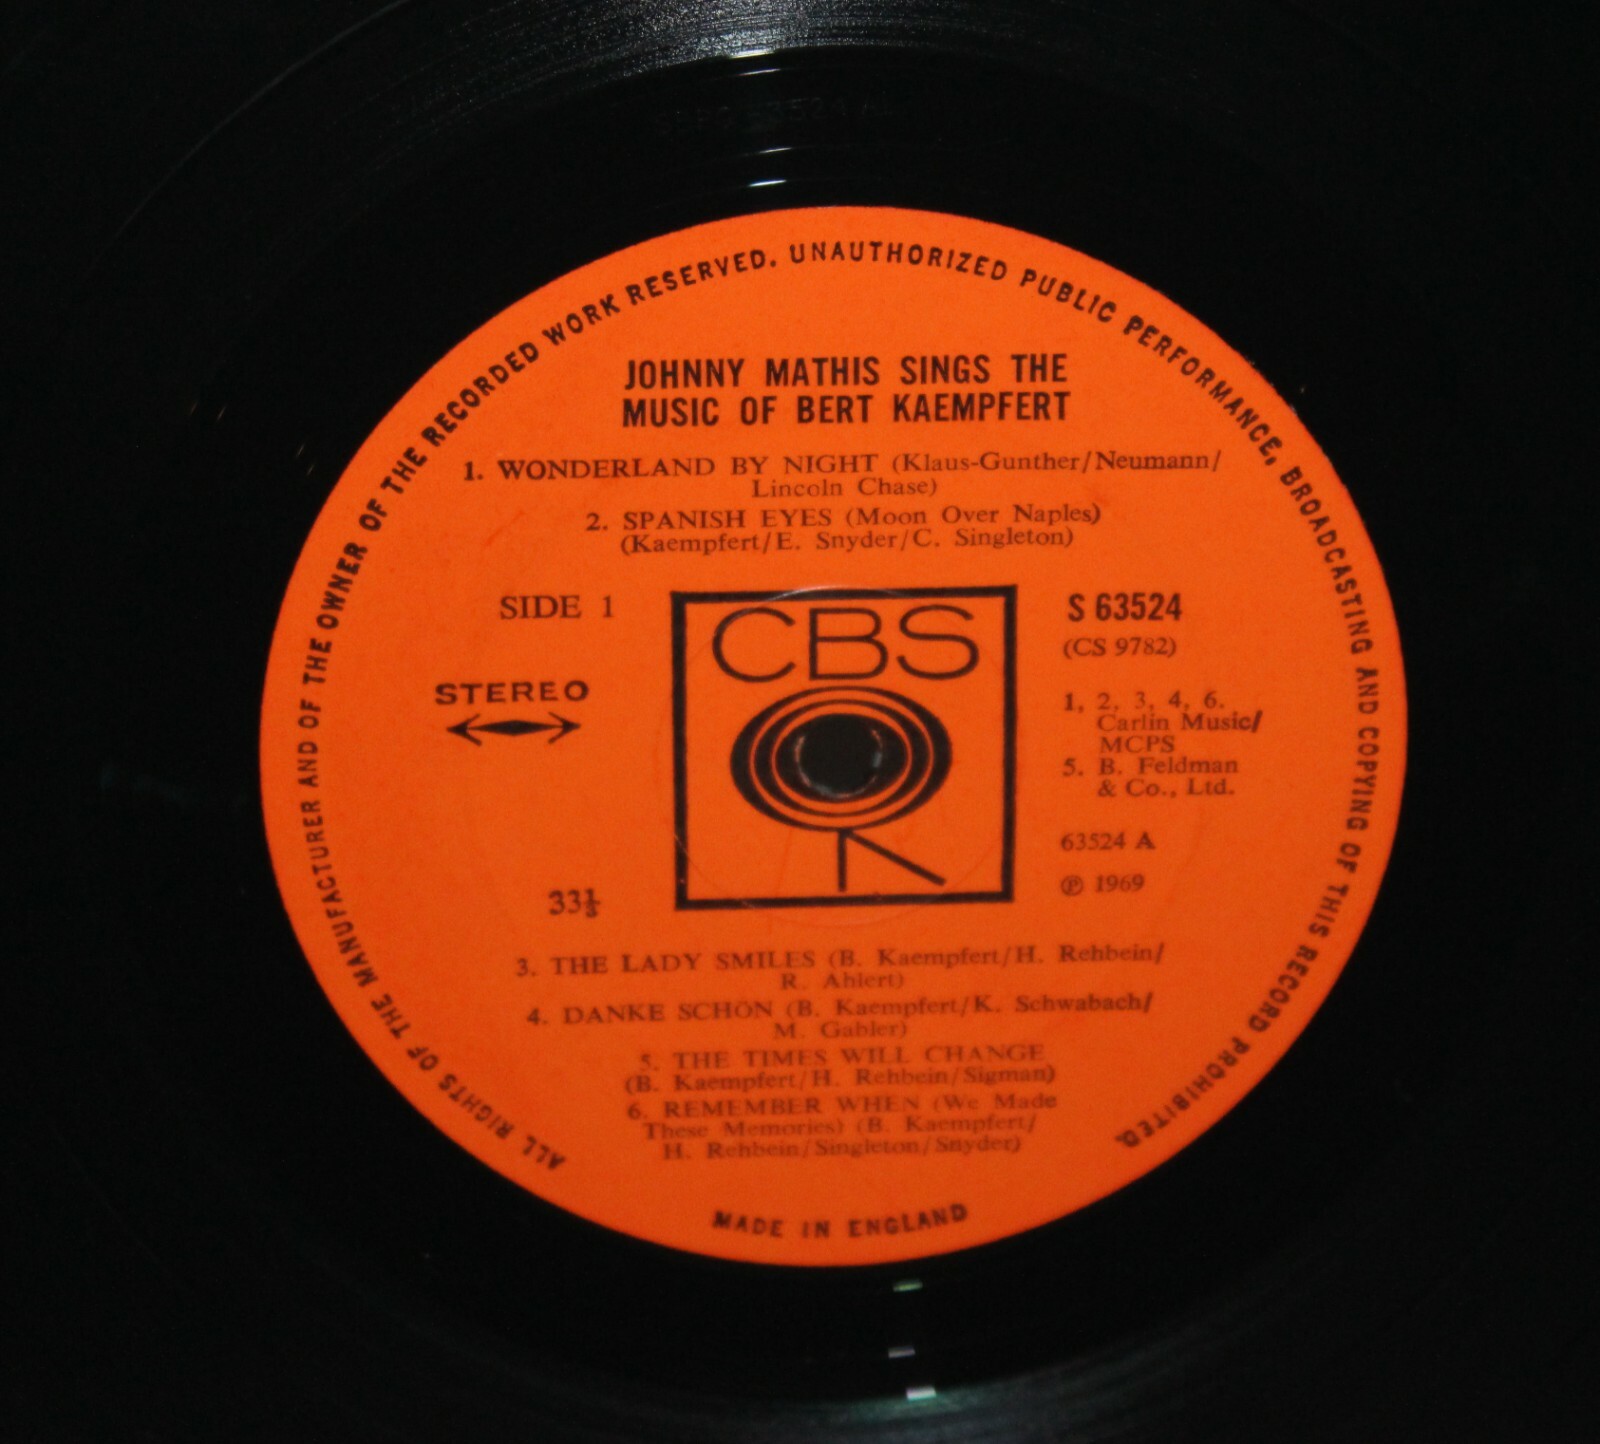 ALL RIGHTS OF THE MANUFACTURER AND OF THE OWNER OF THE RECORDED WORK RESERVED. UNAUTHORIZED PUBLIC PERFORMANCE, BROADCASTING AND COPYING OF THIS RECORD PROHIBITED.
JOHNNY MATHIS SINGS THE
MUSIC OF BERT KAEMPFERT
1. WONDERLAND BY NIGHT (Klaus-Gunther/Neumann/
Lincoln Chase)
2. SPANISH EYES (Moon Over Naples)
(Kaempfert/E. Snyder/C. Singleton)
SIDE 1
STEREO
33⅓
CBS
S 63524
(CS 9782)
1, 2, 3, 4, 6.
Carlin Music/
MCPS
5. B. Feldman
& Co., Ltd.
63524 A
℗ 1969
3. THE LADY SMILES (B. Kaempfert/H. Rehbein/
R. Ahlert)
4. DANKE SCHÖN (B. Kaempfert/K. Schwabach/
M. Gabler)
5. THE TIMES WILL CHANGE
(B. Kaempfert/H. Rehbein/Sigman)
6. REMEMBER WHEN (We Made
These Memories) (B. Kaempfert/
H. Rehbein/Singleton/Snyder)
MADE IN ENGLAND